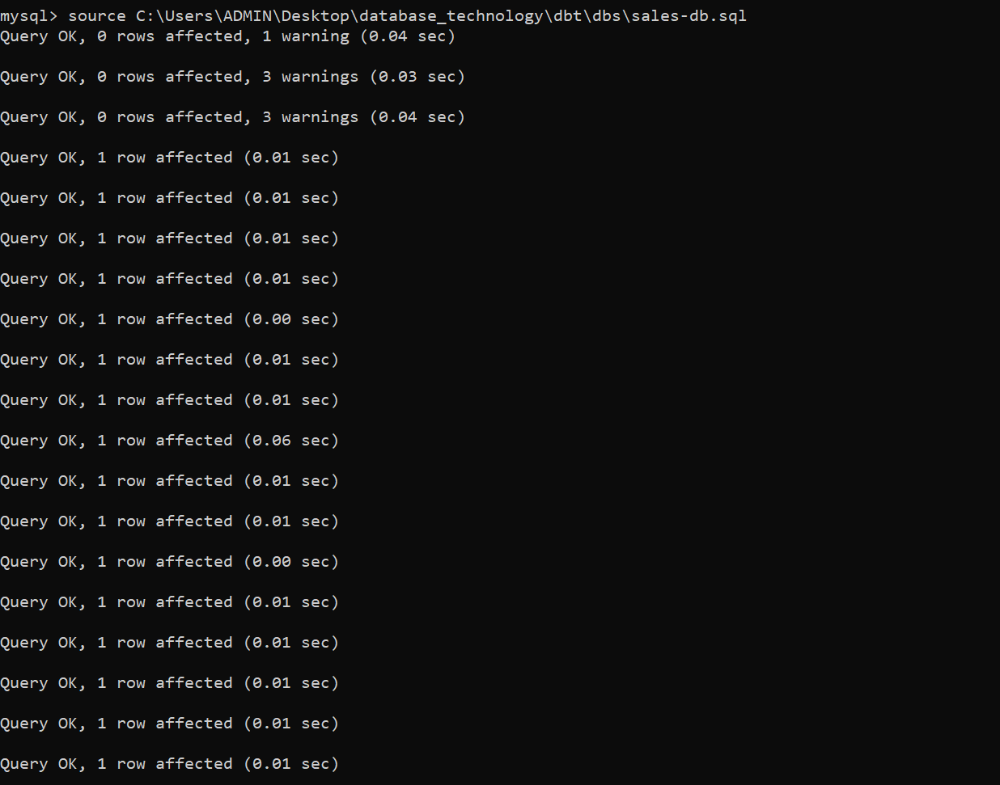 mysql> source C:\Users\ADMIN\Desktop\database_technology\dbt\dbs\sales-db.sql
Query OK, 0 rows affected, 1 warning (0.04 sec)
Query OK, 0 rows affected, 3 warnings (0.03 sec)
Query OK, 0 rows affected, 3 warnings (0.04 sec)
Query OK, 1 row affected (0.01 sec)
Query OK, 1 row affected (0.01 sec)
Query OK, 1 row affected (0.01 sec)
Query OK, 1 row affected (0.01 sec)
Query OK, 1 row affected (0.00 sec)
Query OK, 1 row affected (0.01 sec)
Query OK, 1 row affected (0.01 sec)
Query OK, 1 row affected (0.06 sec)
Query OK, 1 row affected (0.01 sec)
Query OK, 1 row affected (0.01 sec)
Query OK, 1 row affected (0.00 sec)
Query OK, 1 row affected (0.01 sec)
Query OK, 1 row affected (0.01 sec)
Query OK, 1 row affected (0.01 sec)
Query OK, 1 row affected (0.01 sec)
Query OK, 1 row affected (0.01 sec)